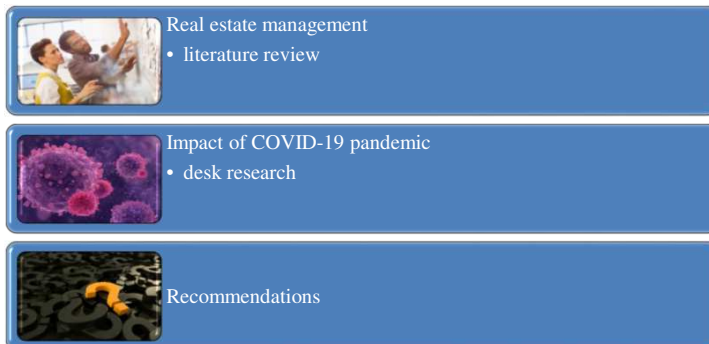 Real estate management
• literature review
Impact of COVID-19 pandemic
• desk research
Recommendations